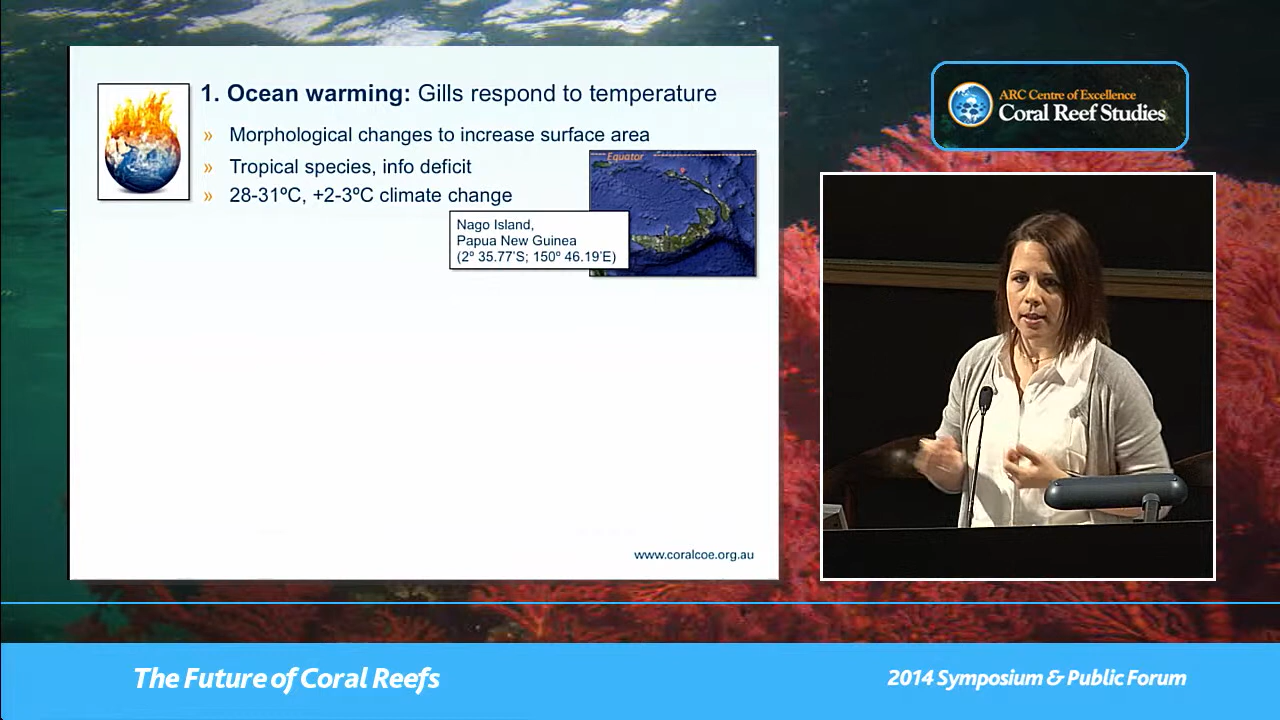 1. Ocean warming: Gills respond to temperature
» Morphological changes to increase surface area
» Tropical species, info deficit
» 28-31ºC, +2-3ºC climate change
Equator
Nago Island,
Papua New Guinea
(2º 35.77'S; 150º 46.19'E)
www.coralcoe.org.au
ARC Centre of Excellence
Coral Reef Studies
The Future of Coral Reefs
2014 Symposium & Public Forum